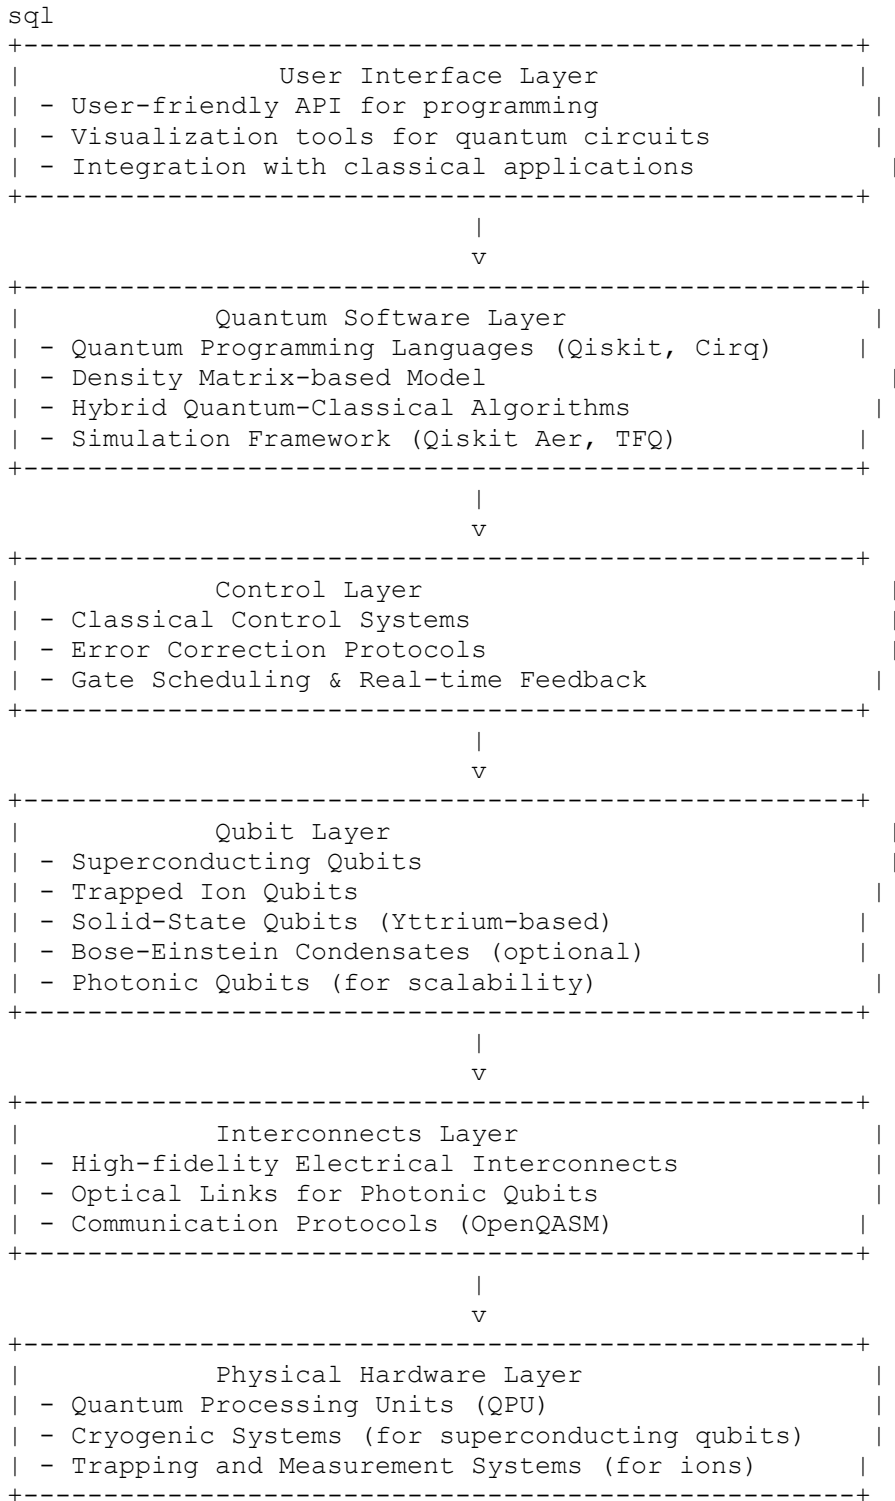 sql
+----------------------------------------------------+
|                User Interface Layer                |
| - User-friendly API for programming                 |
| - Visualization tools for quantum circuits          |
| - Integration with classical applications            |
+----------------------------------------------------+
                             |
                             v
+----------------------------------------------------+
|            Quantum Software Layer                   |
| - Quantum Programming Languages (Qiskit, Cirq)     |
| - Density Matrix-based Model                         |
| - Hybrid Quantum-Classical Algorithms               |
| - Simulation Framework (Qiskit Aer, TFQ)           |
+----------------------------------------------------+
                             |
                             v
+----------------------------------------------------+
|            Control Layer                             |
| - Classical Control Systems                          |
| - Error Correction Protocols                         |
| - Gate Scheduling & Real-time Feedback              |
+----------------------------------------------------+
                             |
                             v
+----------------------------------------------------+
|            Qubit Layer                               |
| - Superconducting Qubits                             |
| - Trapped Ion Qubits                                |
| - Solid-State Qubits (Yttrium-based)               |
| - Bose-Einstein Condensates (optional)             |
| - Photonic Qubits (for scalability)                 |
+----------------------------------------------------+
                             |
                             v
+----------------------------------------------------+
|            Interconnects Layer                      |
| - High-fidelity Electrical Interconnects            |
| - Optical Links for Photonic Qubits                 |
| - Communication Protocols (OpenQASM)               |
+----------------------------------------------------+
                             |
                             v
+----------------------------------------------------+
|            Physical Hardware Layer                  |
| - Quantum Processing Units (QPU)                    |
| - Cryogenic Systems (for superconducting qubits)    |
| - Trapping and Measurement Systems (for ions)      |
+----------------------------------------------------+